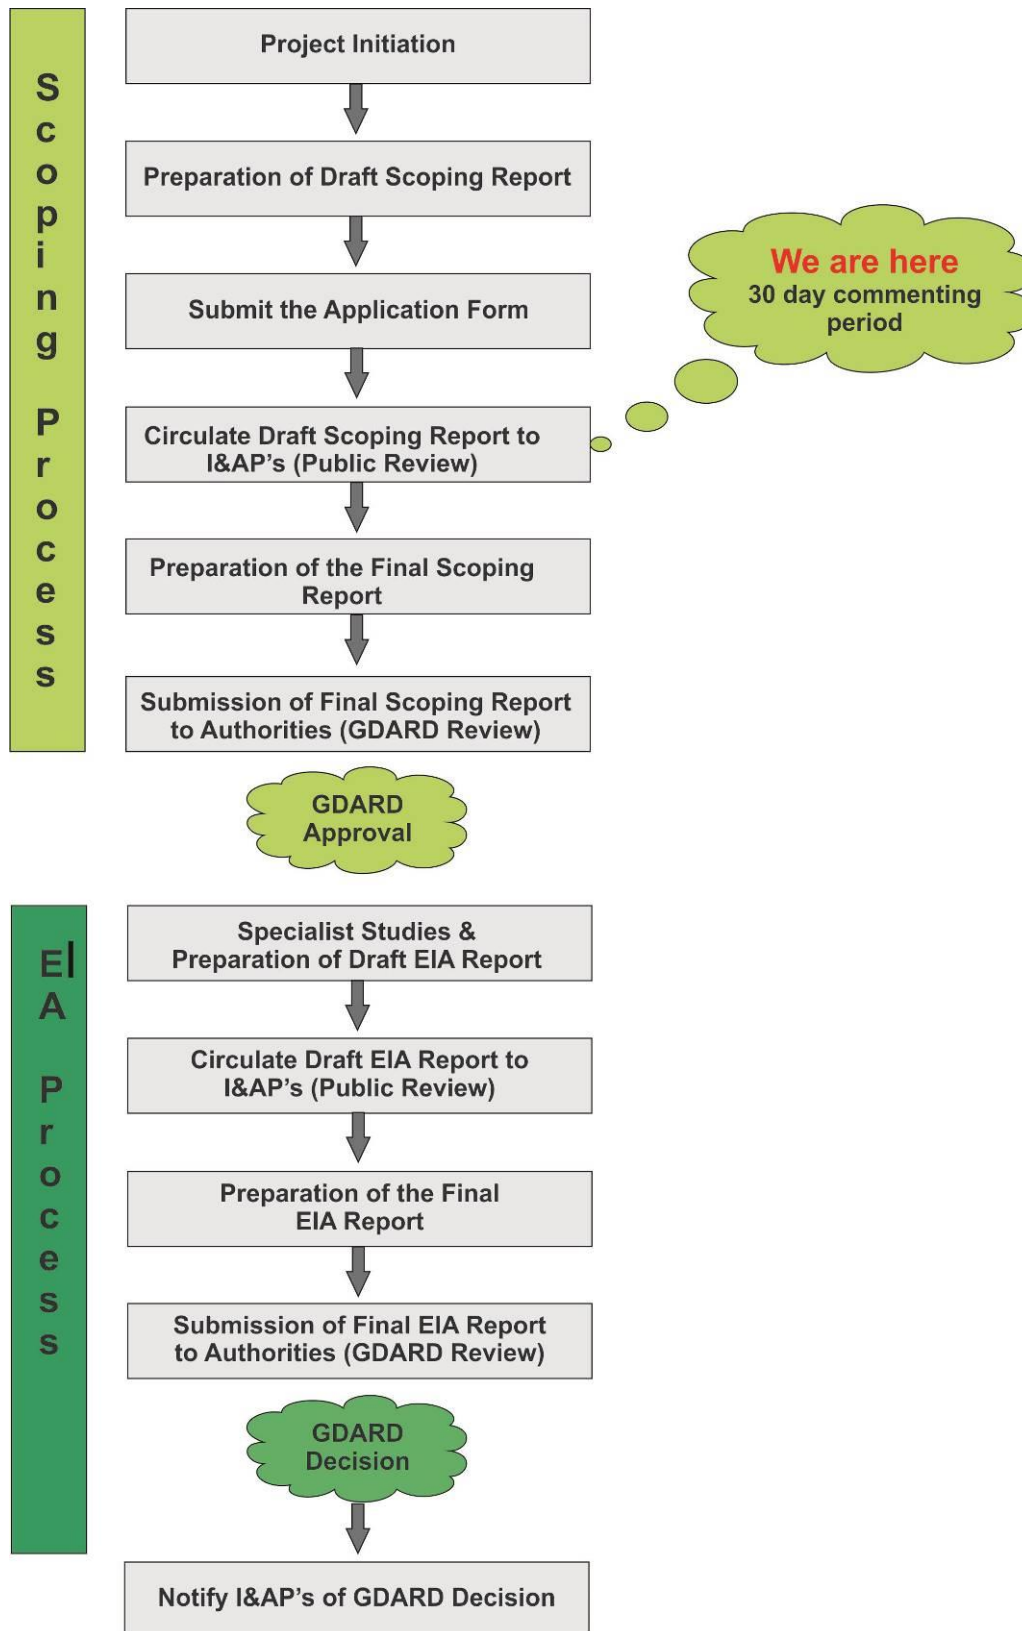 Scoping Process
Project Initiation
Preparation of Draft Scoping Report
Submit the Application Form
We are here
30 day commenting
period
Circulate Draft Scoping Report to
I&AP’s (Public Review)
Preparation of the Final Scoping
Report
Submission of Final Scoping Report
to Authorities (GDARD Review)
GDARD
Approval
EIA Process
Specialist Studies &
Preparation of Draft EIA Report
Circulate Draft EIA Report to
I&AP’s (Public Review)
Preparation of the Final
EIA Report
Submission of Final EIA Report
to Authorities (GDARD Review)
GDARD
Decision
Notify I&AP’s of GDARD Decision